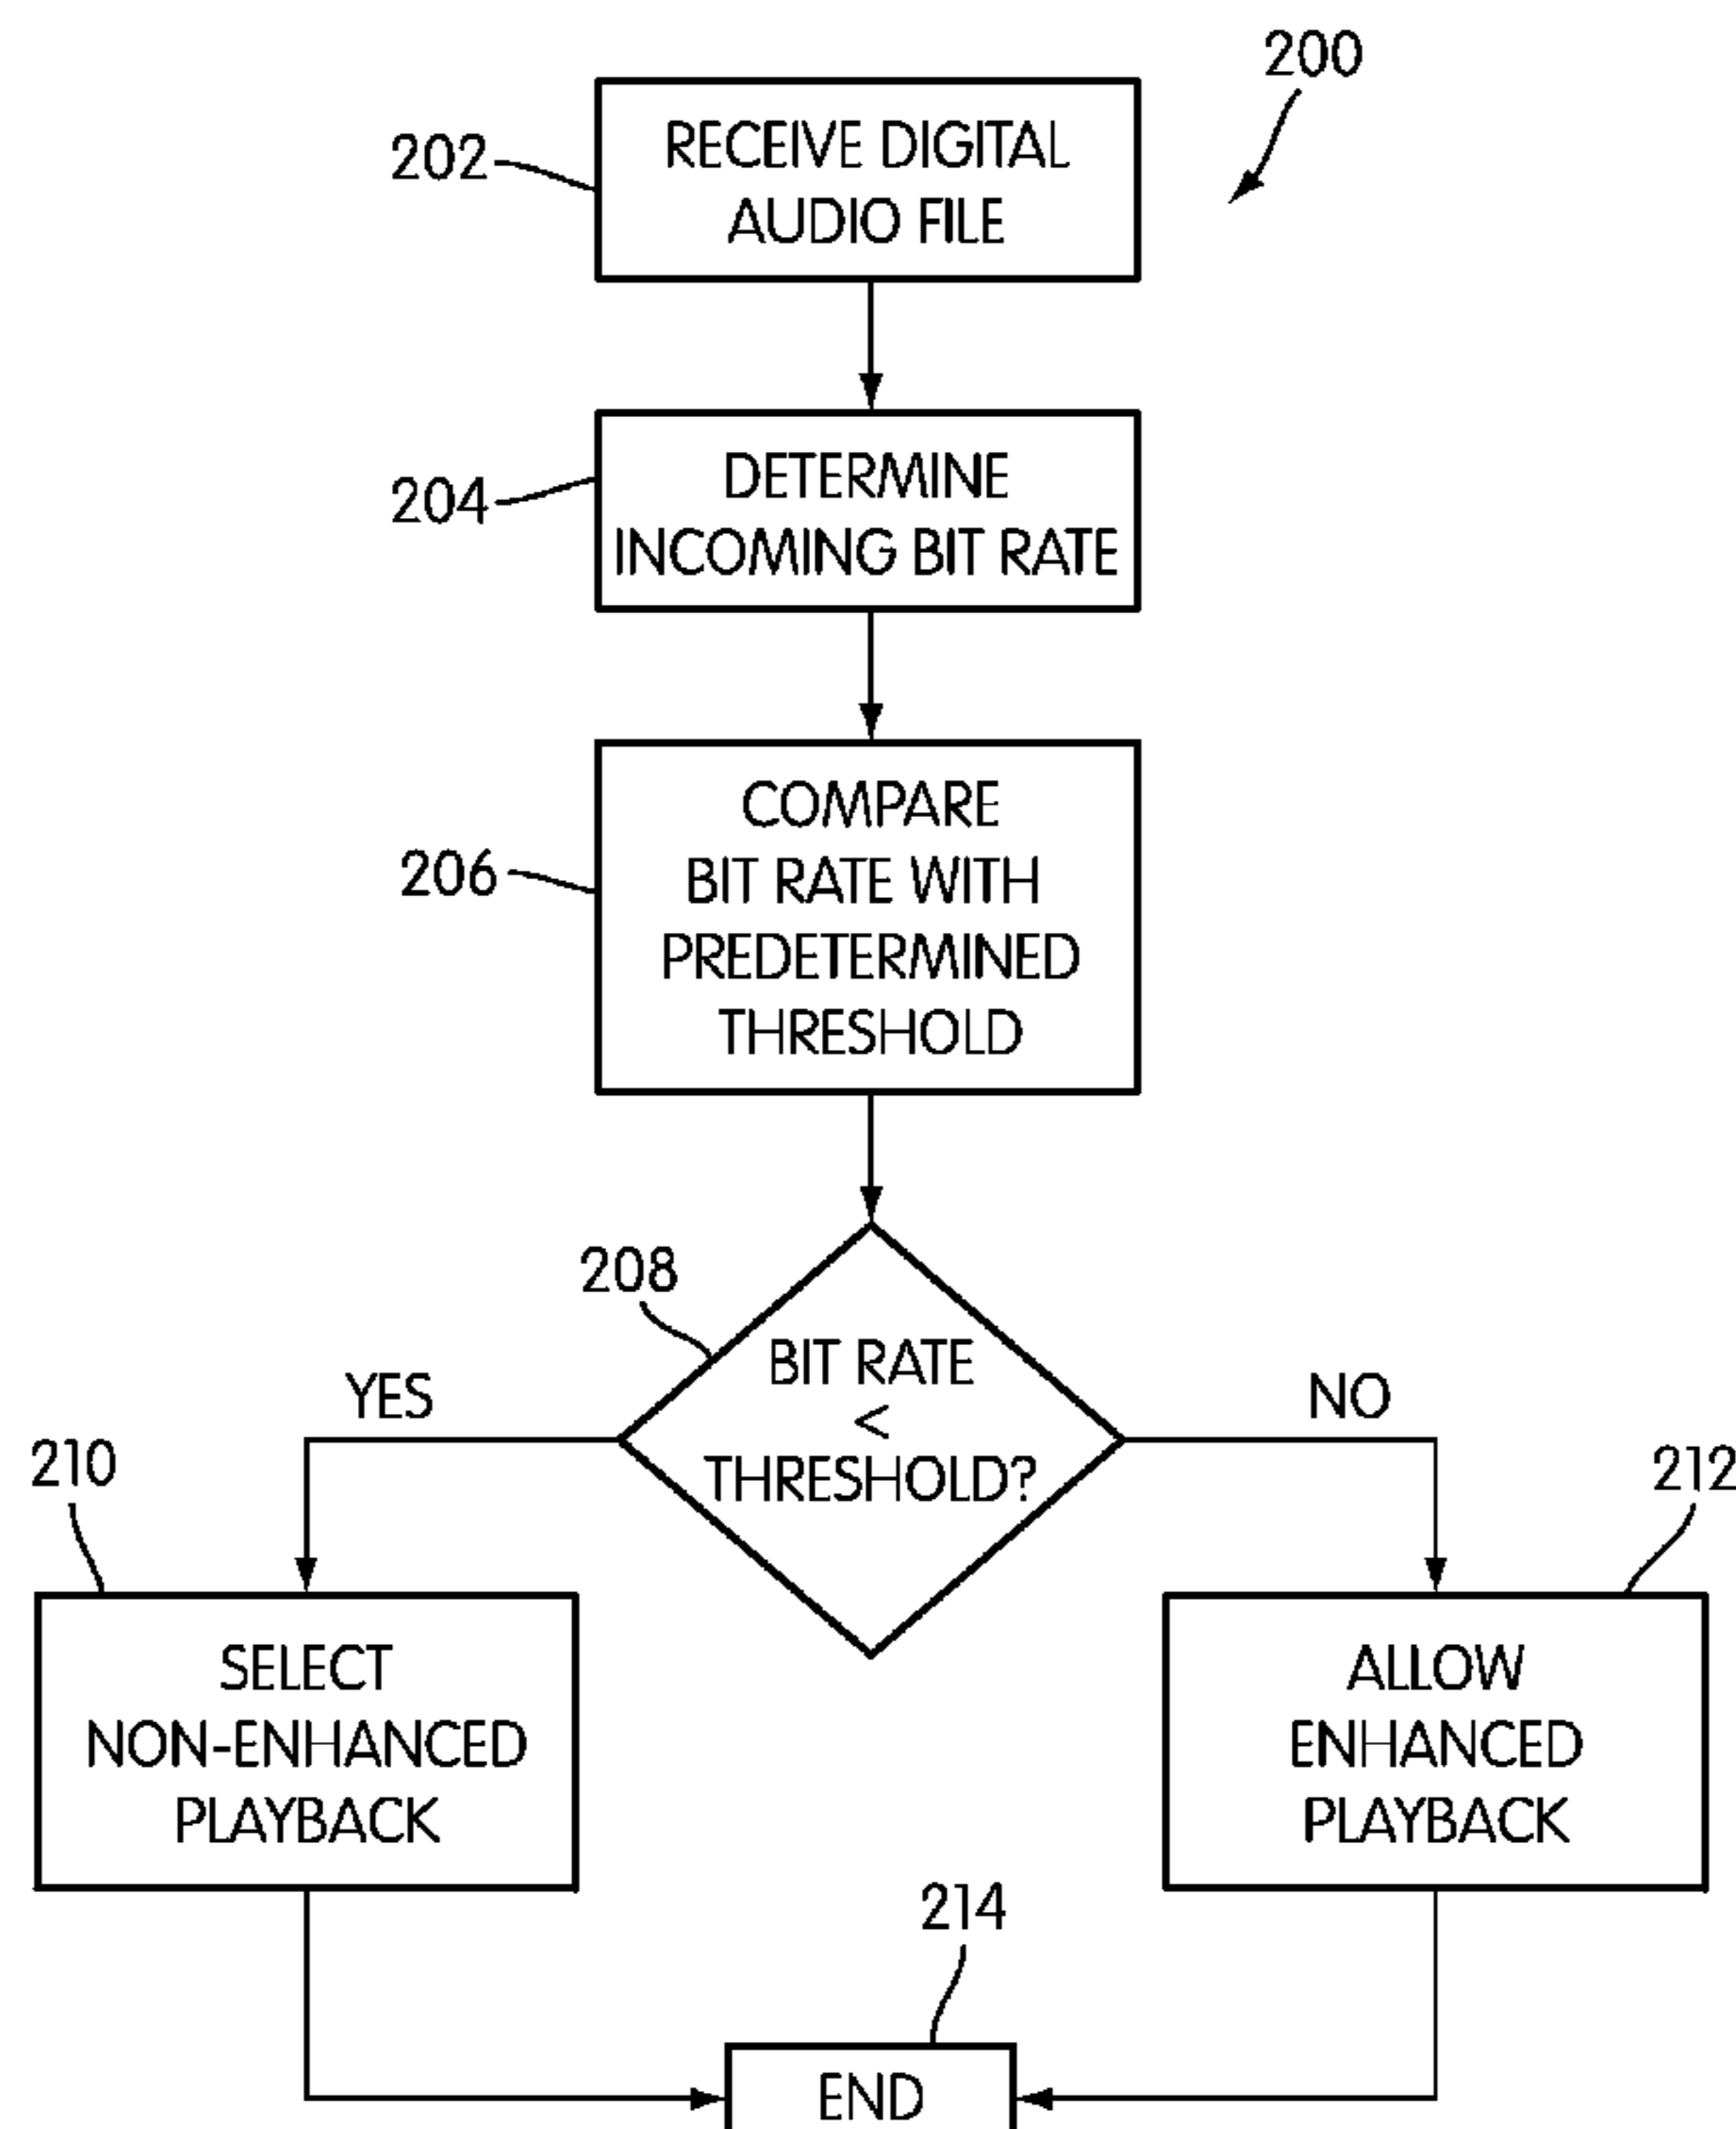 200
202
RECEIVE DIGITAL
AUDIO FILE
204
DETERMINE
INCOMING BIT RATE
206
COMPARE
BIT RATE WITH
PREDETERMINED
THRESHOLD
208
BIT RATE
<
THRESHOLD?
YES
NO
210
212
SELECT
NON-ENHANCED
PLAYBACK
ALLOW
ENHANCED
PLAYBACK
214
END